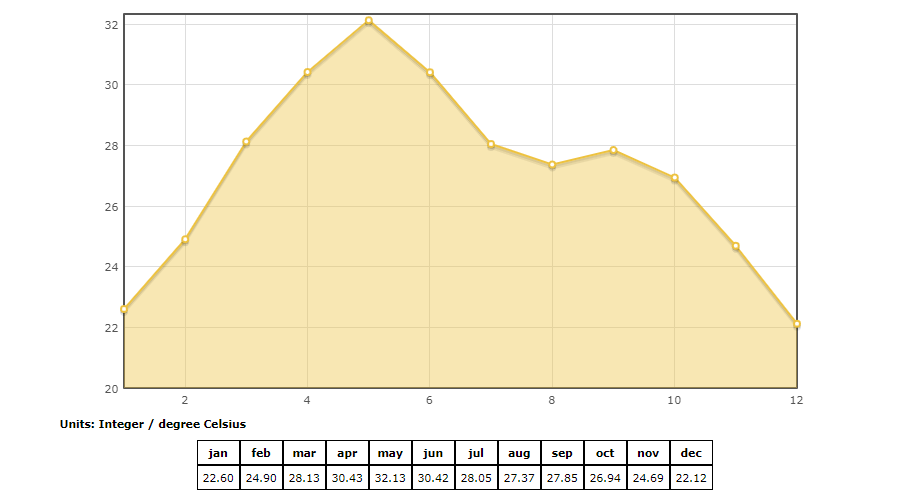 32
30
28
26
24
22
20
2 4 6 8 10 12
Units: Integer / degree Celsius
jan feb mar apr may jun jul aug sep oct nov dec
22.60 24.90 28.13 30.43 32.13 30.42 28.05 27.37 27.85 26.94 24.69 22.12